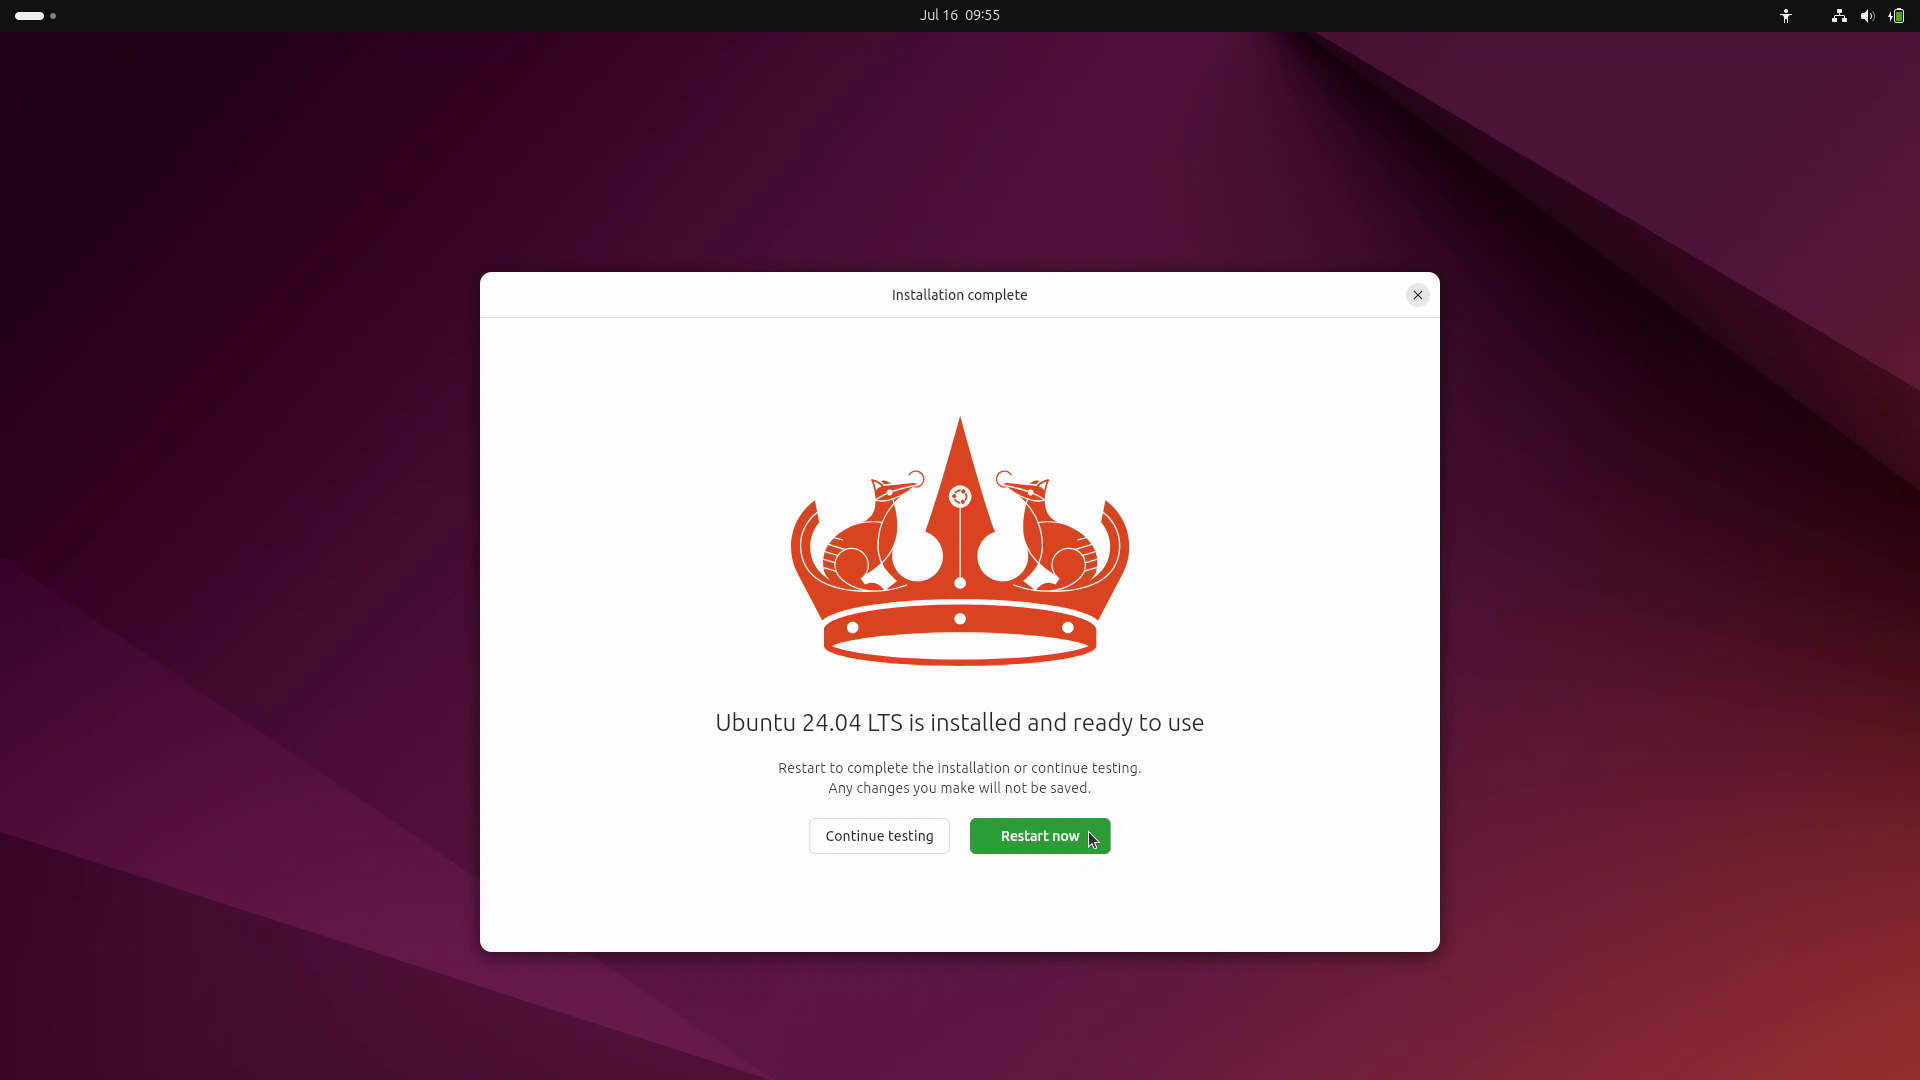 Jul 16 09:55
Installation complete
Ubuntu 24.04 LTS is installed and ready to use
Restart to complete the installation or continue testing.
Any changes you make will not be saved.
Continue testing
Restart now